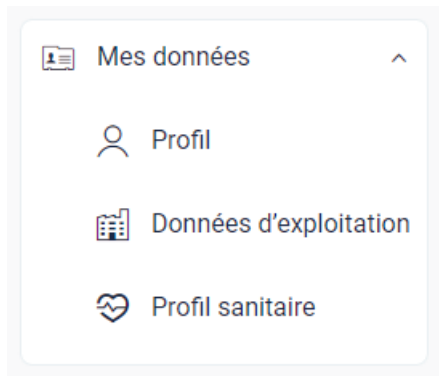 Mes données
Profil
Données d’exploitation
Profil sanitaire